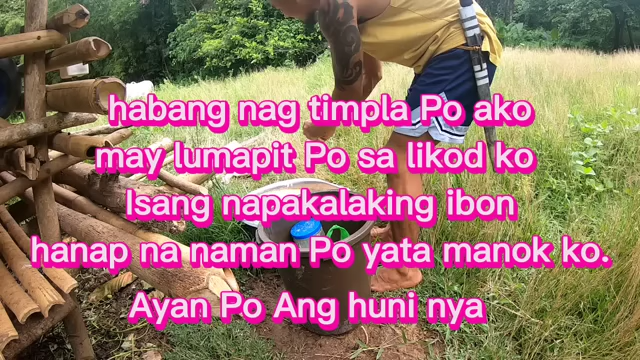 habang nag timpla Po ako
may lumapit Po sa likod ko
Isang napakalaking ibon
hanap na naman Po yata manok ko.
Ayan Po Ang huni nya